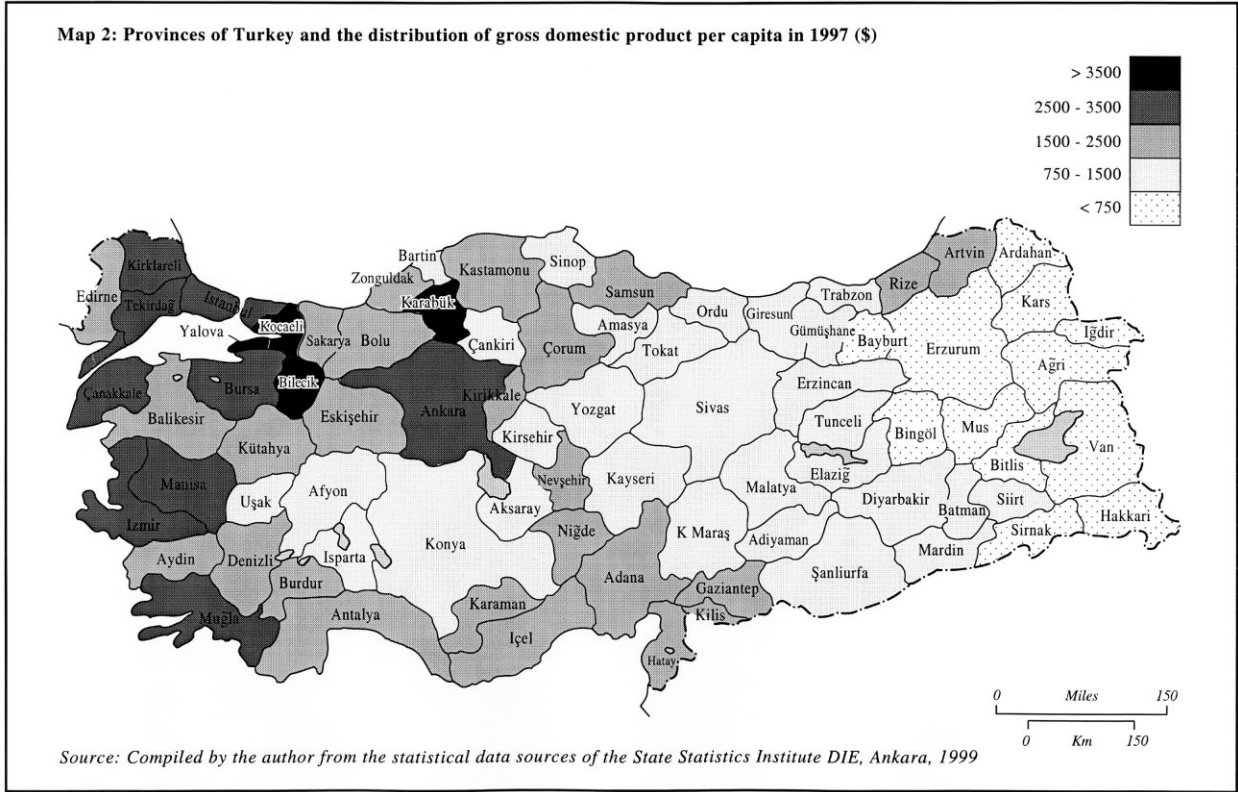 Map 2: Provinces of Turkey and the distribution of gross domestic product per capita in 1997 ($)
> 3500
2500 - 3500
1500 - 2500
750 - 1500
< 750
Kirklareli
Edirne
Tekirdağ
Istanbul
Yalova
Kocaeli
Sakarya
Bolu
Zonguldak
Bartin
Karabük
Kastamonu
Sinop
Çankiri
Çorum
Samsun
Amasya
Tokat
Ordu
Giresun
Gümüşhane
Trabzon
Bayburt
Rize
Artvin
Ardahan
Kars
Iğdir
Ağri
Erzurum
Çanakkale
Balikesir
Bursa
Bilecik
Kütahya
Eskişehir
Ankara
Kirikkale
Kirsehir
Yozgat
Sivas
Erzincan
Tunceli
Bingöl
Mus
Bitlis
Van
Manisa
Izmir
Uşak
Afyon
Aksaray
Nevşehir
Kayseri
Malatya
Elaziğ
Diyarbakir
Batman
Siirt
Sirnak
Hakkari
Aydin
Denizli
Isparta
Burdur
Konya
Niğde
K Maraş
Adiyaman
Şanliurfa
Mardin
Muğla
Antalya
Karaman
Içel
Adana
Gaziantep
Kilis
Hatay
0 Miles 150
0 Km 150
Source: Compiled by the author from the statistical data sources of the State Statistics Institute DIE, Ankara, 1999